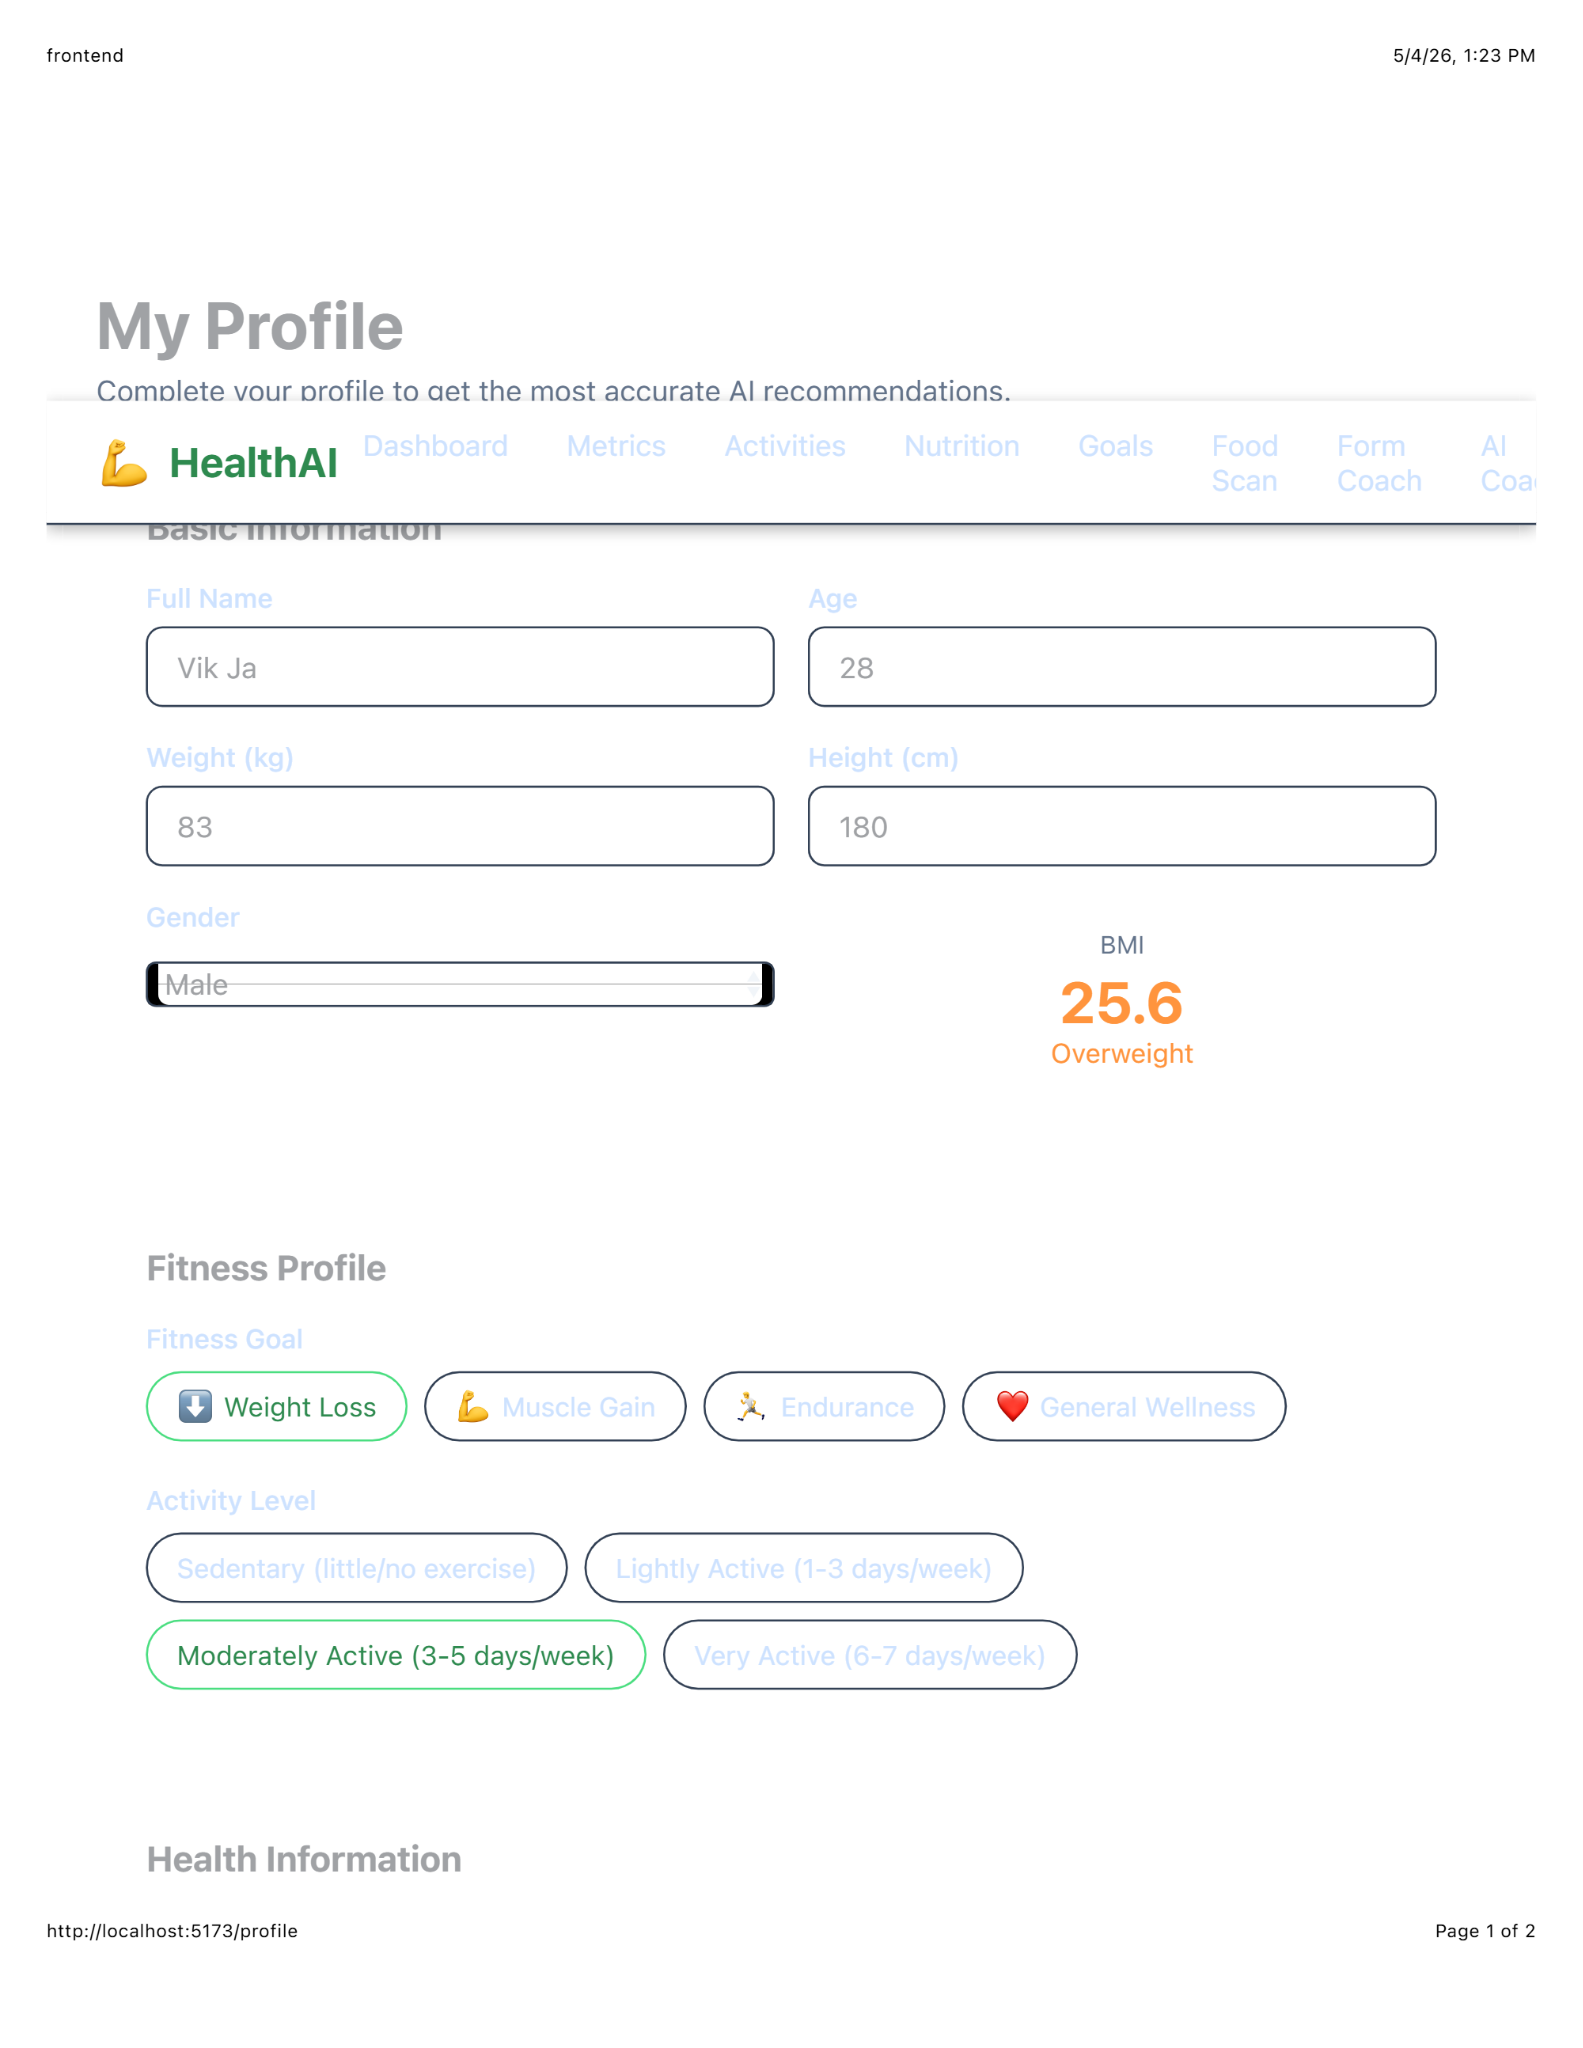 frontend
5/4/26, 1:23 PM
My Profile
Complete your profile to get the most accurate AI recommendations.
HealthAI
Dashboard
Metrics
Activities
Nutrition
Goals
Food
Scan
Form
Coach
AI
Basic Information
Full Name
Age
Vik Ja
28
Weight (kg)
Height (cm)
83
180
Gender
Male
BMI
25.6
Overweight
Fitness Profile
Fitness Goal
Weight Loss
Muscle Gain
Endurance
General Wellness
Activity Level
Sedentary (little/no exercise)
Lightly Active (1-3 days/week)
Moderately Active (3-5 days/week)
Very Active (6-7 days/week)
Health Information
http://localhost:5173/profile
Page 1 of 2